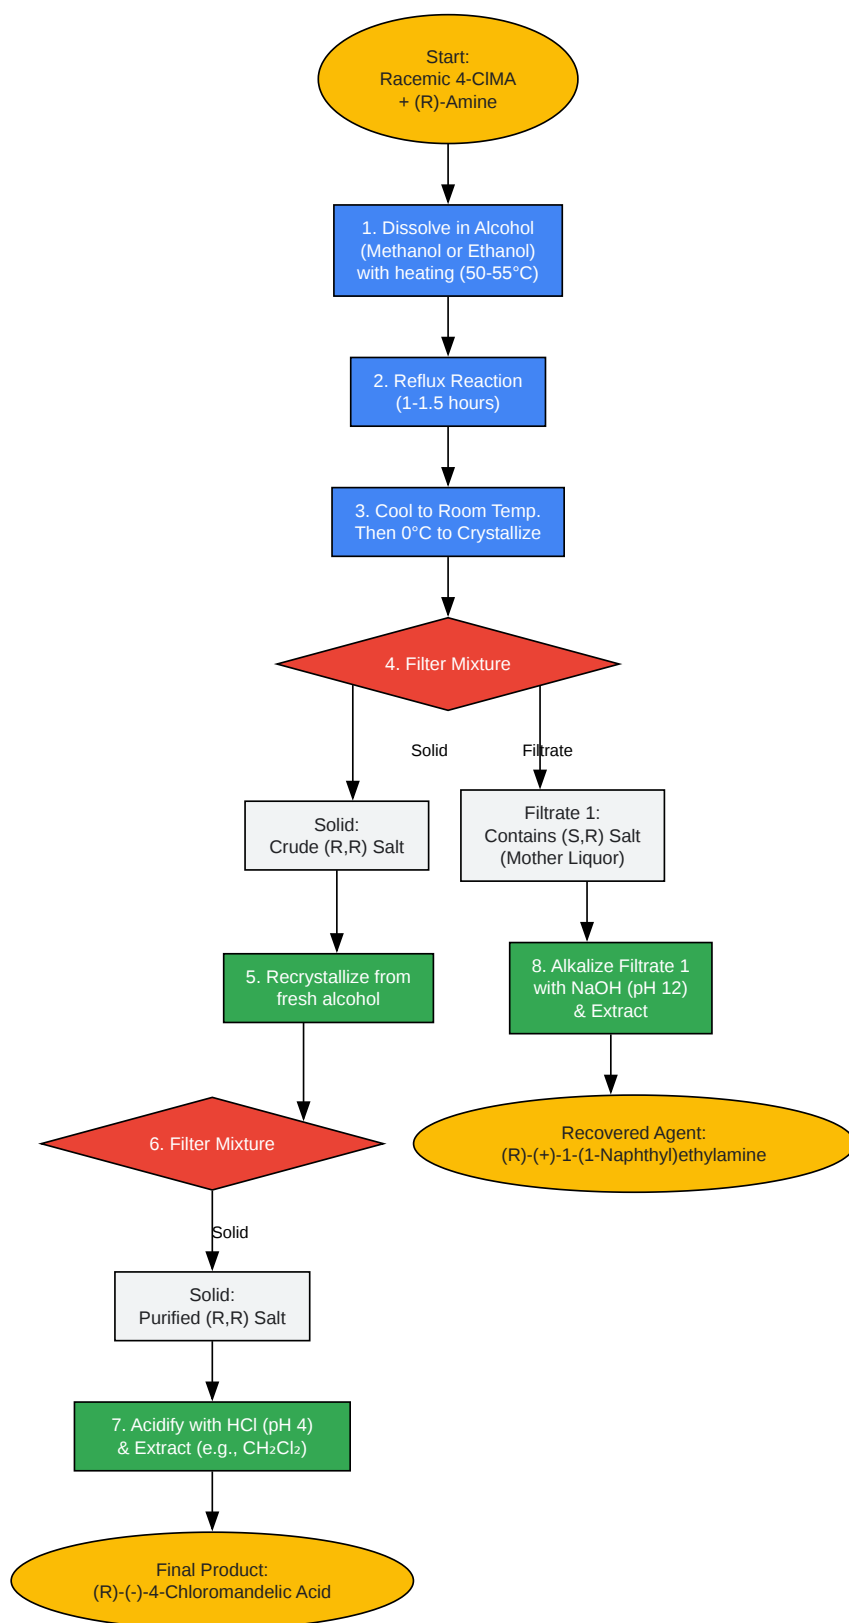 Start:
Racemic 4-ClMA
+ (R)-Amine
1. Dissolve in Alcohol
(Methanol or Ethanol)
with heating (50-55°C)
2. Reflux Reaction
(1-1.5 hours)
3. Cool to Room Temp.
Then 0°C to Crystallize
4. Filter Mixture
Solid
Filtrate
Solid:
Crude (R,R) Salt
Filtrate 1:
Contains (S,R) Salt
(Mother Liquor)
5. Recrystallize from
fresh alcohol
8. Alkalize Filtrate 1
with NaOH (pH 12)
& Extract
6. Filter Mixture
Recovered Agent:
(R)-(+)-1-(1-Naphthyl)ethylamine
Solid
Solid:
Purified (R,R) Salt
7. Acidify with HCl (pH 4)
& Extract (e.g., CH₂Cl₂)
Final Product:
(R)-(-)-4-Chloromandelic Acid